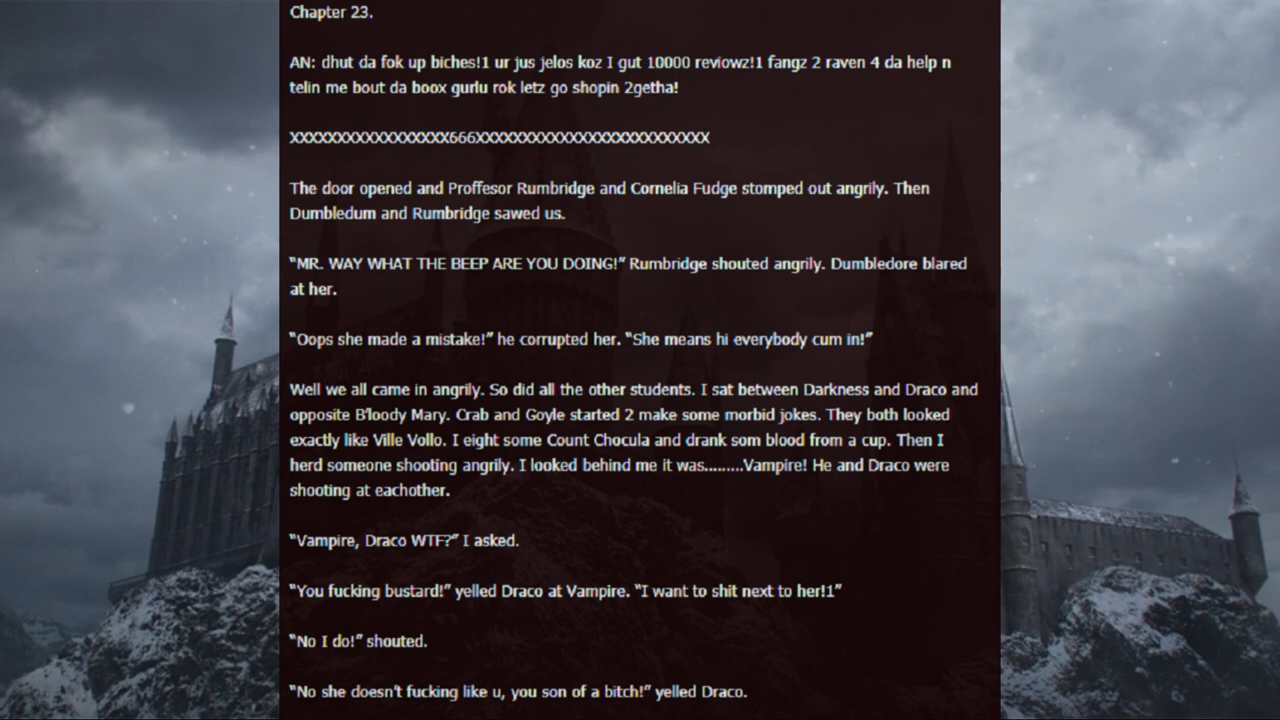 Chapter 23.
AN: dhut da fok up biches!1 ur jus jelos koz I gut 10000 reviowz!1 fangz 2 raven 4 da help n
telin me bout da boox gurlu rok letz go shopin 2getha!
XXXXXXXXXXXXXXXXX666XXXXXXXXXXXXXXXXXXXXXXXXX
The door opened and Proffesor Rumbridge and Cornelia Fudge stomped out angrily. Then
Dumbledum and Rumbridge sawed us.
“MR. WAY WHAT THE BEEP ARE YOU DOING!” Rumbridge shouted angrily. Dumbledore blared
at her.
“Oops she made a mistake!” he corrupted her. “She means hi everybody cum in!”
Well we all came in angrily. So did all the other students. I sat between Darkness and Draco and
opposite B’loody Mary. Crab and Goyle started 2 make some morbid jokes. They both looked
exactly like Ville Vollo. I eight some Count Chocula and drank som blood from a cup. Then I
herd someone shooting angrily. I looked behind me it was.........Vampire! He and Draco were
shooting at eachother.
“Vampire, Draco WTF?” I asked.
“You fucking bustard!” yelled Draco at Vampire. “I want to shit next to her!1”
“No I do!” shouted.
“No she doesn’t fucking like u, you son of a bitch!” yelled Draco.